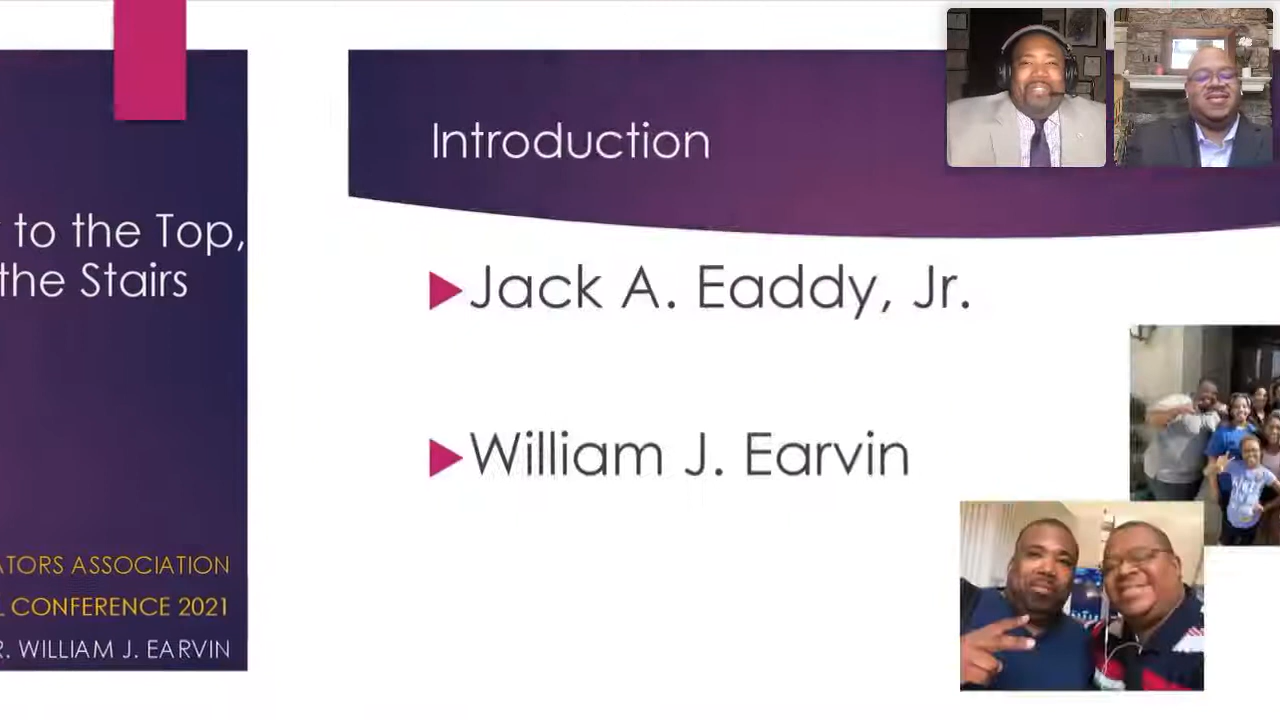 to the Top,
the Stairs
ATORS ASSOCIATION
CONFERENCE 2021
R. WILLIAM J. EARVIN
Introduction
Jack A. Eaddy, Jr.
William J. Earvin